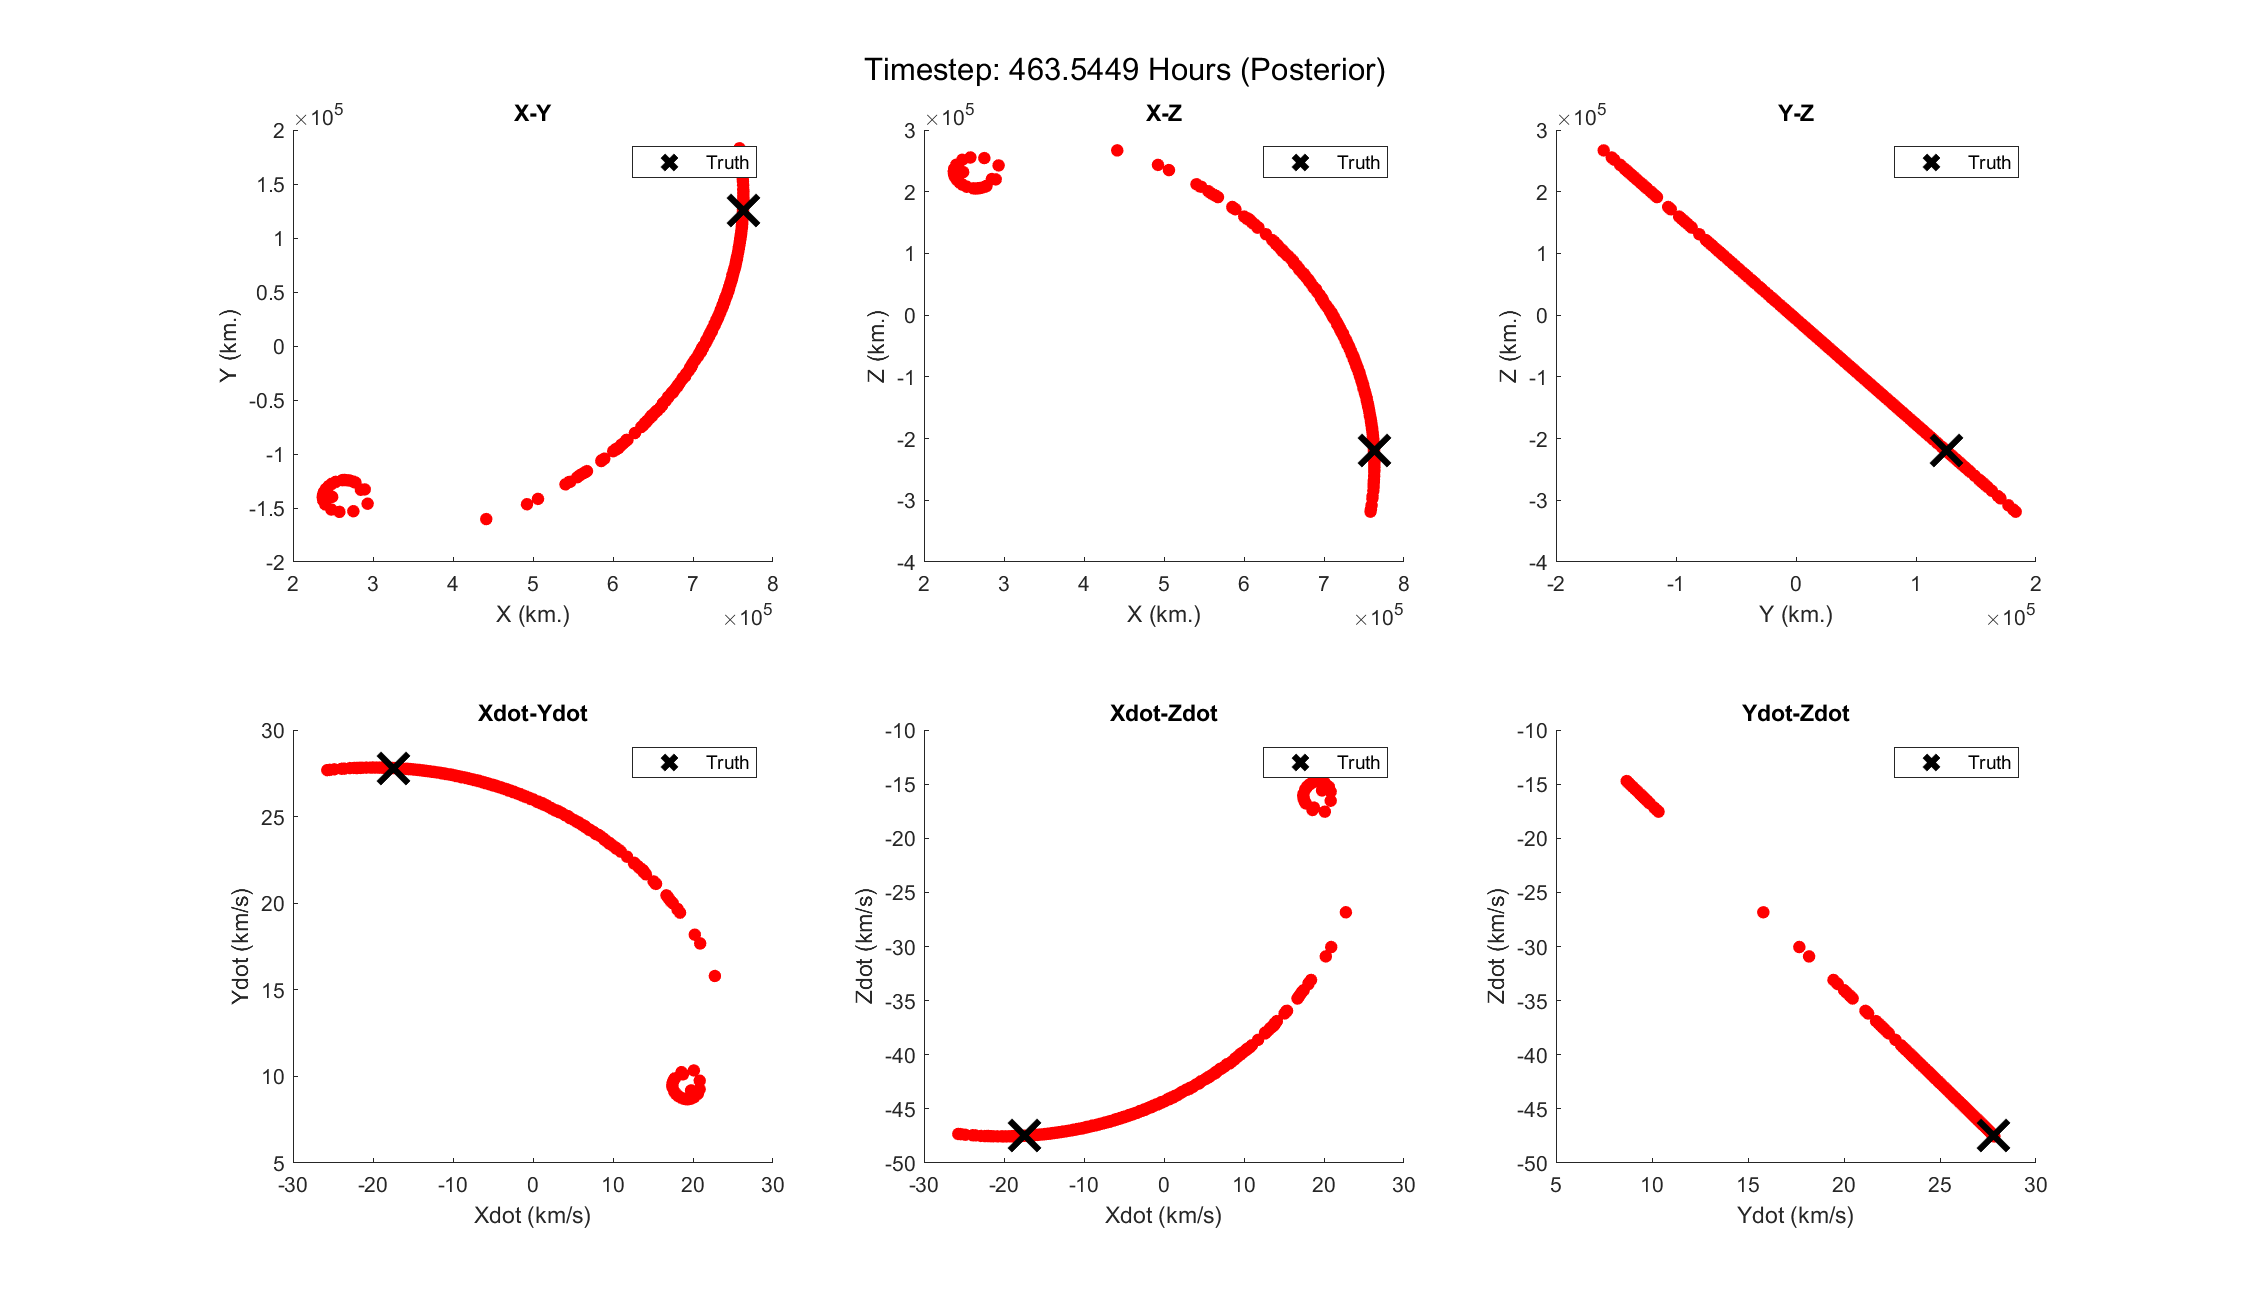 Timestep: 463.5449 Hours (Posterior)
X-Y
×10^5
2
1.5
1
0.5
0
-0.5
-1
-1.5
-2
Y (km.)
Truth
2 3 4 5 6 7 8
X (km.)
×10^5
X-Z
×10^5
3
2
1
0
-1
-2
-3
-4
Z (km.)
Truth
2 3 4 5 6 7 8
X (km.)
×10^5
Y-Z
×10^5
3
2
1
0
-1
-2
-3
-4
Z (km.)
Truth
-2 -1 0 1 2
Y (km.)
×10^5
Xdot-Ydot
30
25
20
15
10
5
Ydot (km/s)
Truth
-30 -20 -10 0 10 20 30
Xdot (km/s)
Xdot-Zdot
-10
-15
-20
-25
-30
-35
-40
-45
-50
Zdot (km/s)
Truth
-30 -20 -10 0 10 20 30
Xdot (km/s)
Ydot-Zdot
-10
-15
-20
-25
-30
-35
-40
-45
-50
Zdot (km/s)
Truth
5 10 15 20 25 30
Ydot (km/s)